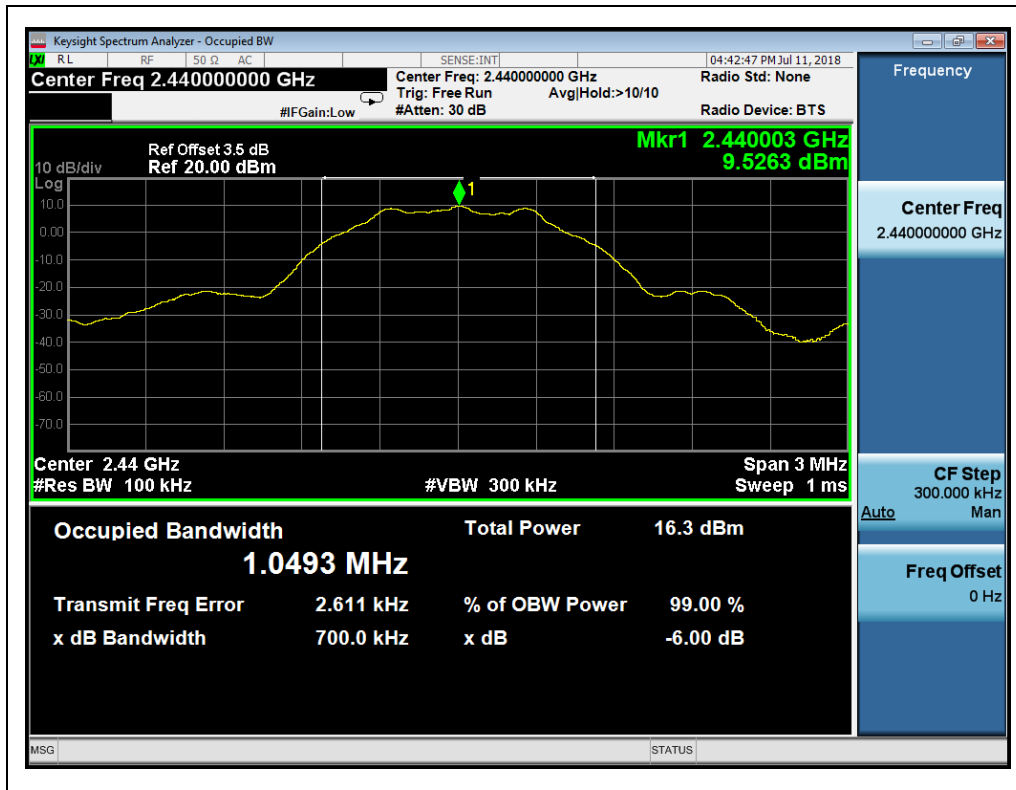 Keysight Spectrum Analyzer - Occupied BW
LXI RL RF 50 Ω AC SENSE:INT 04:42:47 PM Jul 11, 2018
Center Freq 2.440000000 GHz
Center Freq: 2.440000000 GHz
Radio Std: None
Trig: Free Run Avg|Hold:>10/10
#IFGain:Low
#Atten: 30 dB
Radio Device: BTS
Frequency
Mkr1 2.440003 GHz
9.5263 dBm
Ref Offset 3.5 dB
10 dB/div Ref 20.00 dBm
Log
1
10.0
0.00
-10.0
-20.0
-30.0
-40.0
-50.0
-60.0
-70.0
Center 2.44 GHz Span 3 MHz
#Res BW 100 kHz #VBW 300 kHz Sweep 1 ms
Occupied Bandwidth Total Power 16.3 dBm
1.0493 MHz
Transmit Freq Error 2.611 kHz % of OBW Power 99.00 %
x dB Bandwidth 700.0 kHz x dB -6.00 dB
Center Freq
2.440000000 GHz
CF Step
300.000 kHz
Auto Man
Freq Offset
0 Hz
MSG STATUS